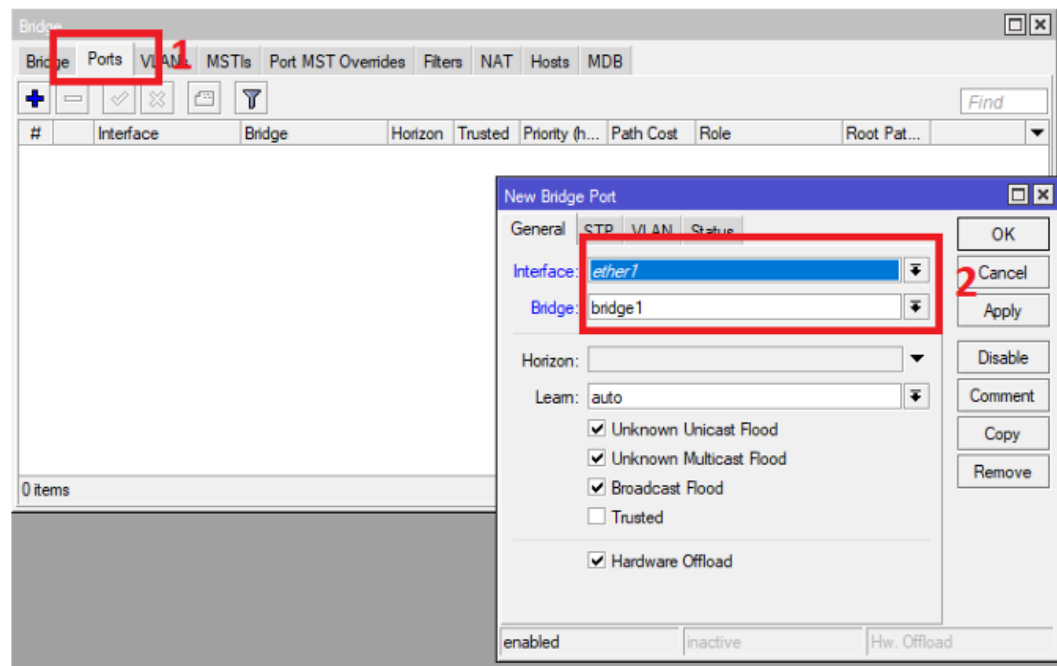 Bridge
Bridge Ports VLANs MSTIs Port MST Overrides Filters NAT Hosts MDB
1
Find
# Interface Bridge Horizon Trusted Priority (h... Path Cost Role Root Pat...
New Bridge Port
General STP VLAN Status
OK
Interface: ether1
2
Cancel
Bridge: bridge1
Apply
Horizon:
Disable
Learn: auto
Comment
Unknown Unicast Flood
Copy
Unknown Multicast Flood
Remove
Broadcast Flood
Trusted
Hardware Offload
0 items
enabled inactive Hw. Offload